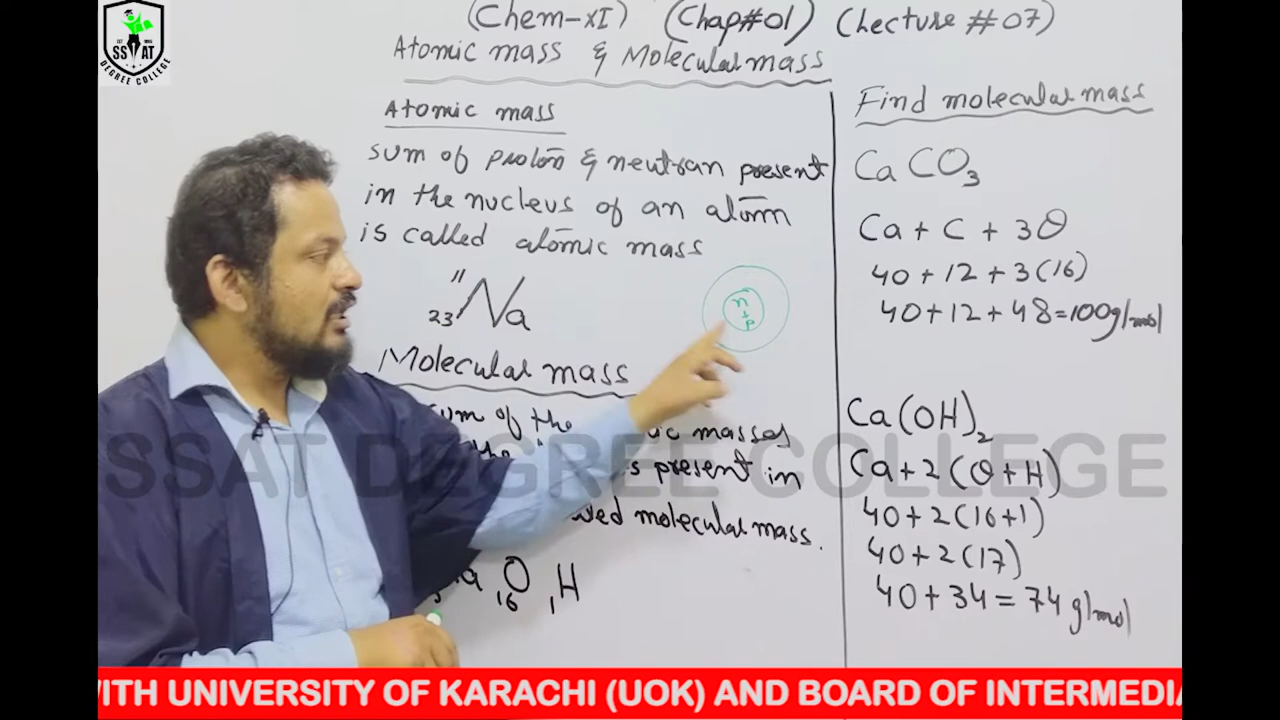 (Chem-XI) (Chap#01) (Lecture #07)
Atomic mass & Molecular mass
SSAT
DEGREE COLLEGE
Atomic mass
sum of proton & neutran present
in the nucleus of an atom
is called atomic mass
11
23 Na
n
+
p
Molecular mass
sum of the
masses
present in
molecular mass.
O 16 1 H
Find molecular mass
CaCO3
Ca + C + 3O
40 + 12 + 3(16)
40 + 12 + 48 = 100g/mol
Ca(OH)2
Ca + 2(O+H)
40 + 2(16+1)
40 + 2(17)
40 + 34 = 74 g/mol
SSAT DEGREE COLLEGE
WITH UNIVERSITY OF KARACHI (UOK) AND BOARD OF INTERMEDIA